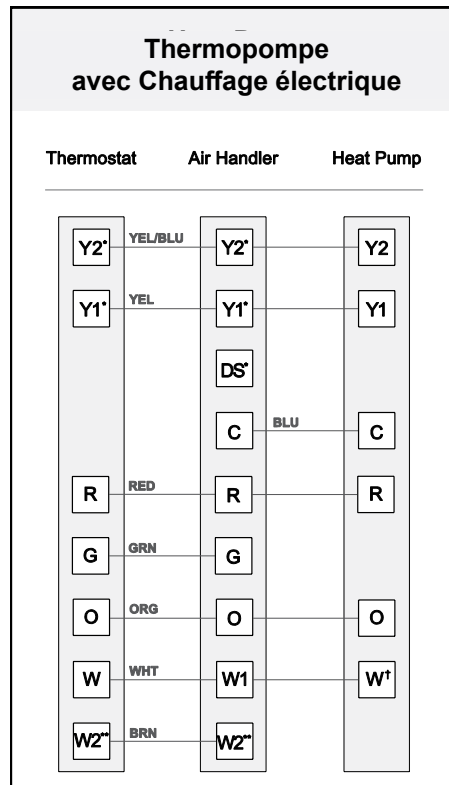 Thermopompe
avec Chauffage électrique
Thermostat Air Handler Heat Pump
Y2* YEL/BLU Y2* Y2
Y1* YEL Y1* Y1
DS*
C BLU C
R RED R R
G GRN G
O ORG O O
W WHT W1 W†
W2** BRN W2**